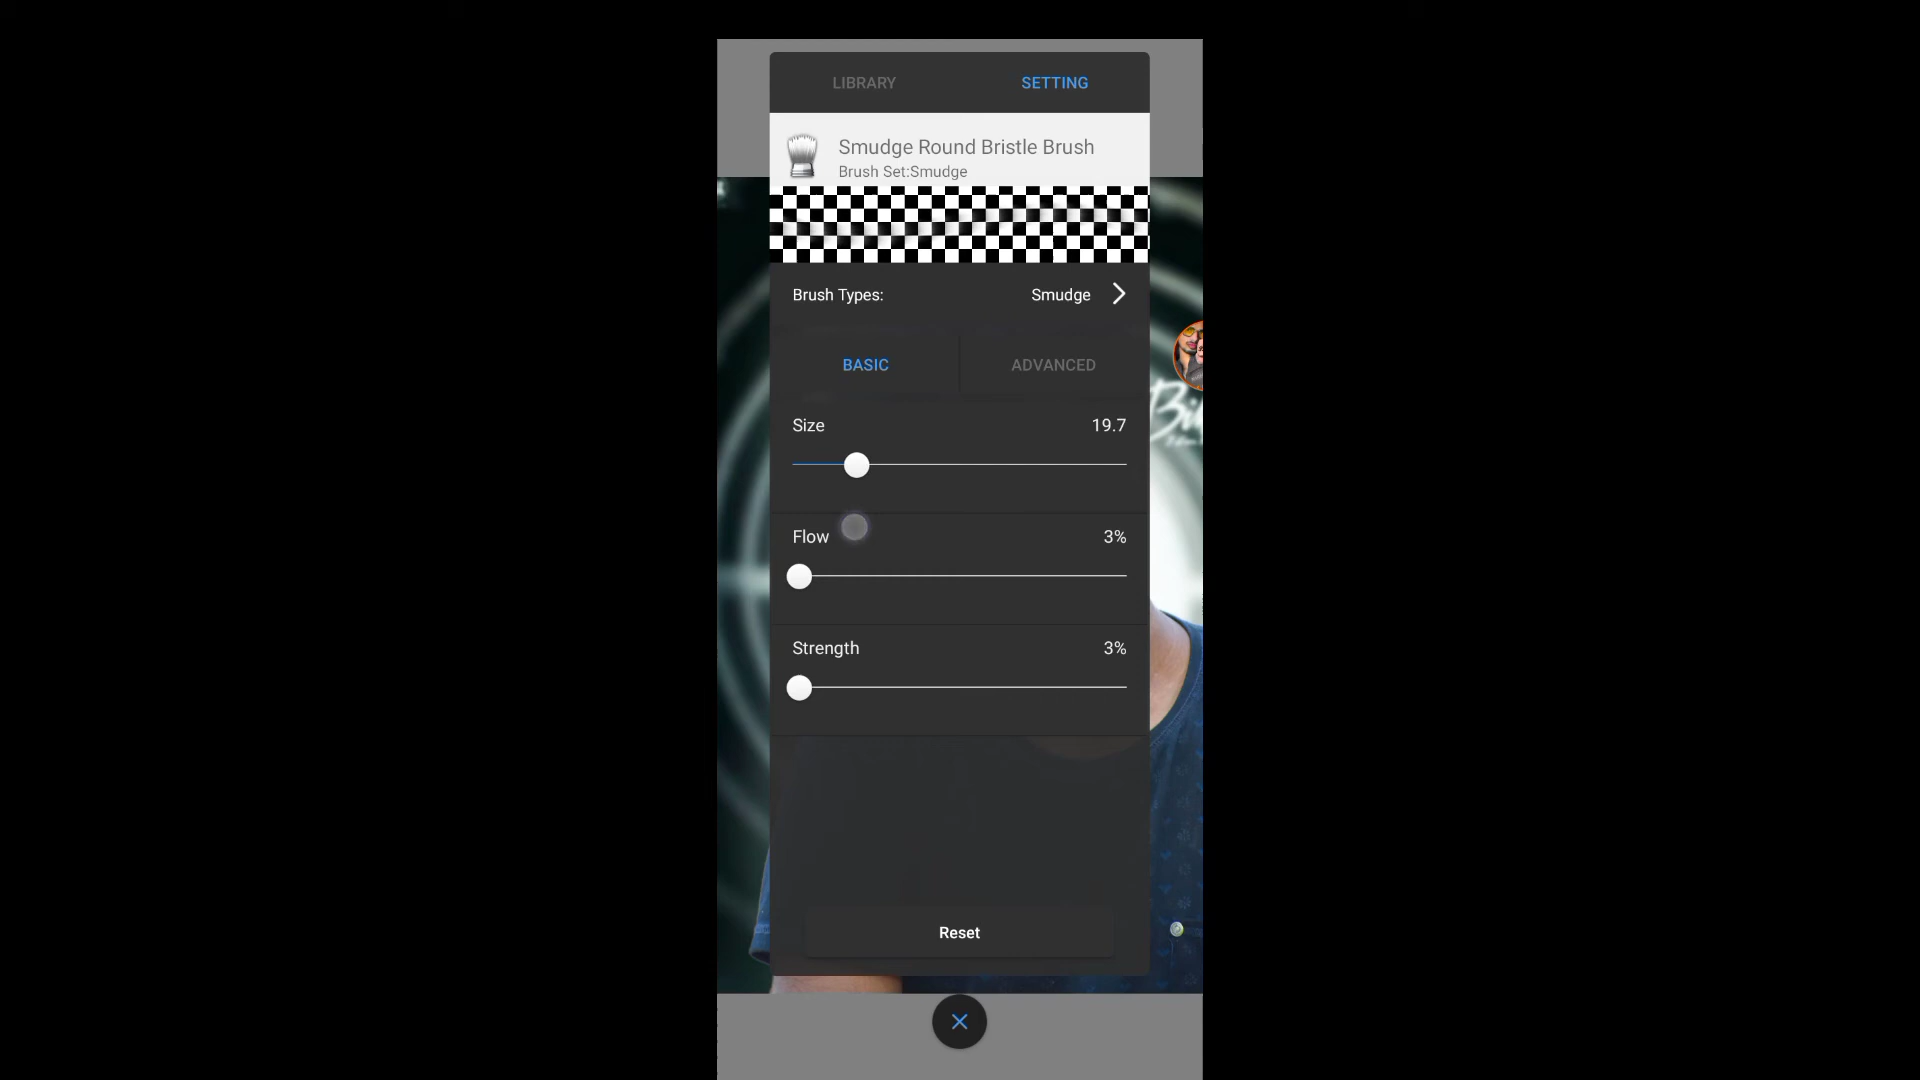 LIBRARY SETTING
Smudge Round Bristle Brush
Brush Set:Smudge
Brush Types: Smudge
BASIC ADVANCED
Size 19.7
Flow 3%
Strength 3%
Reset